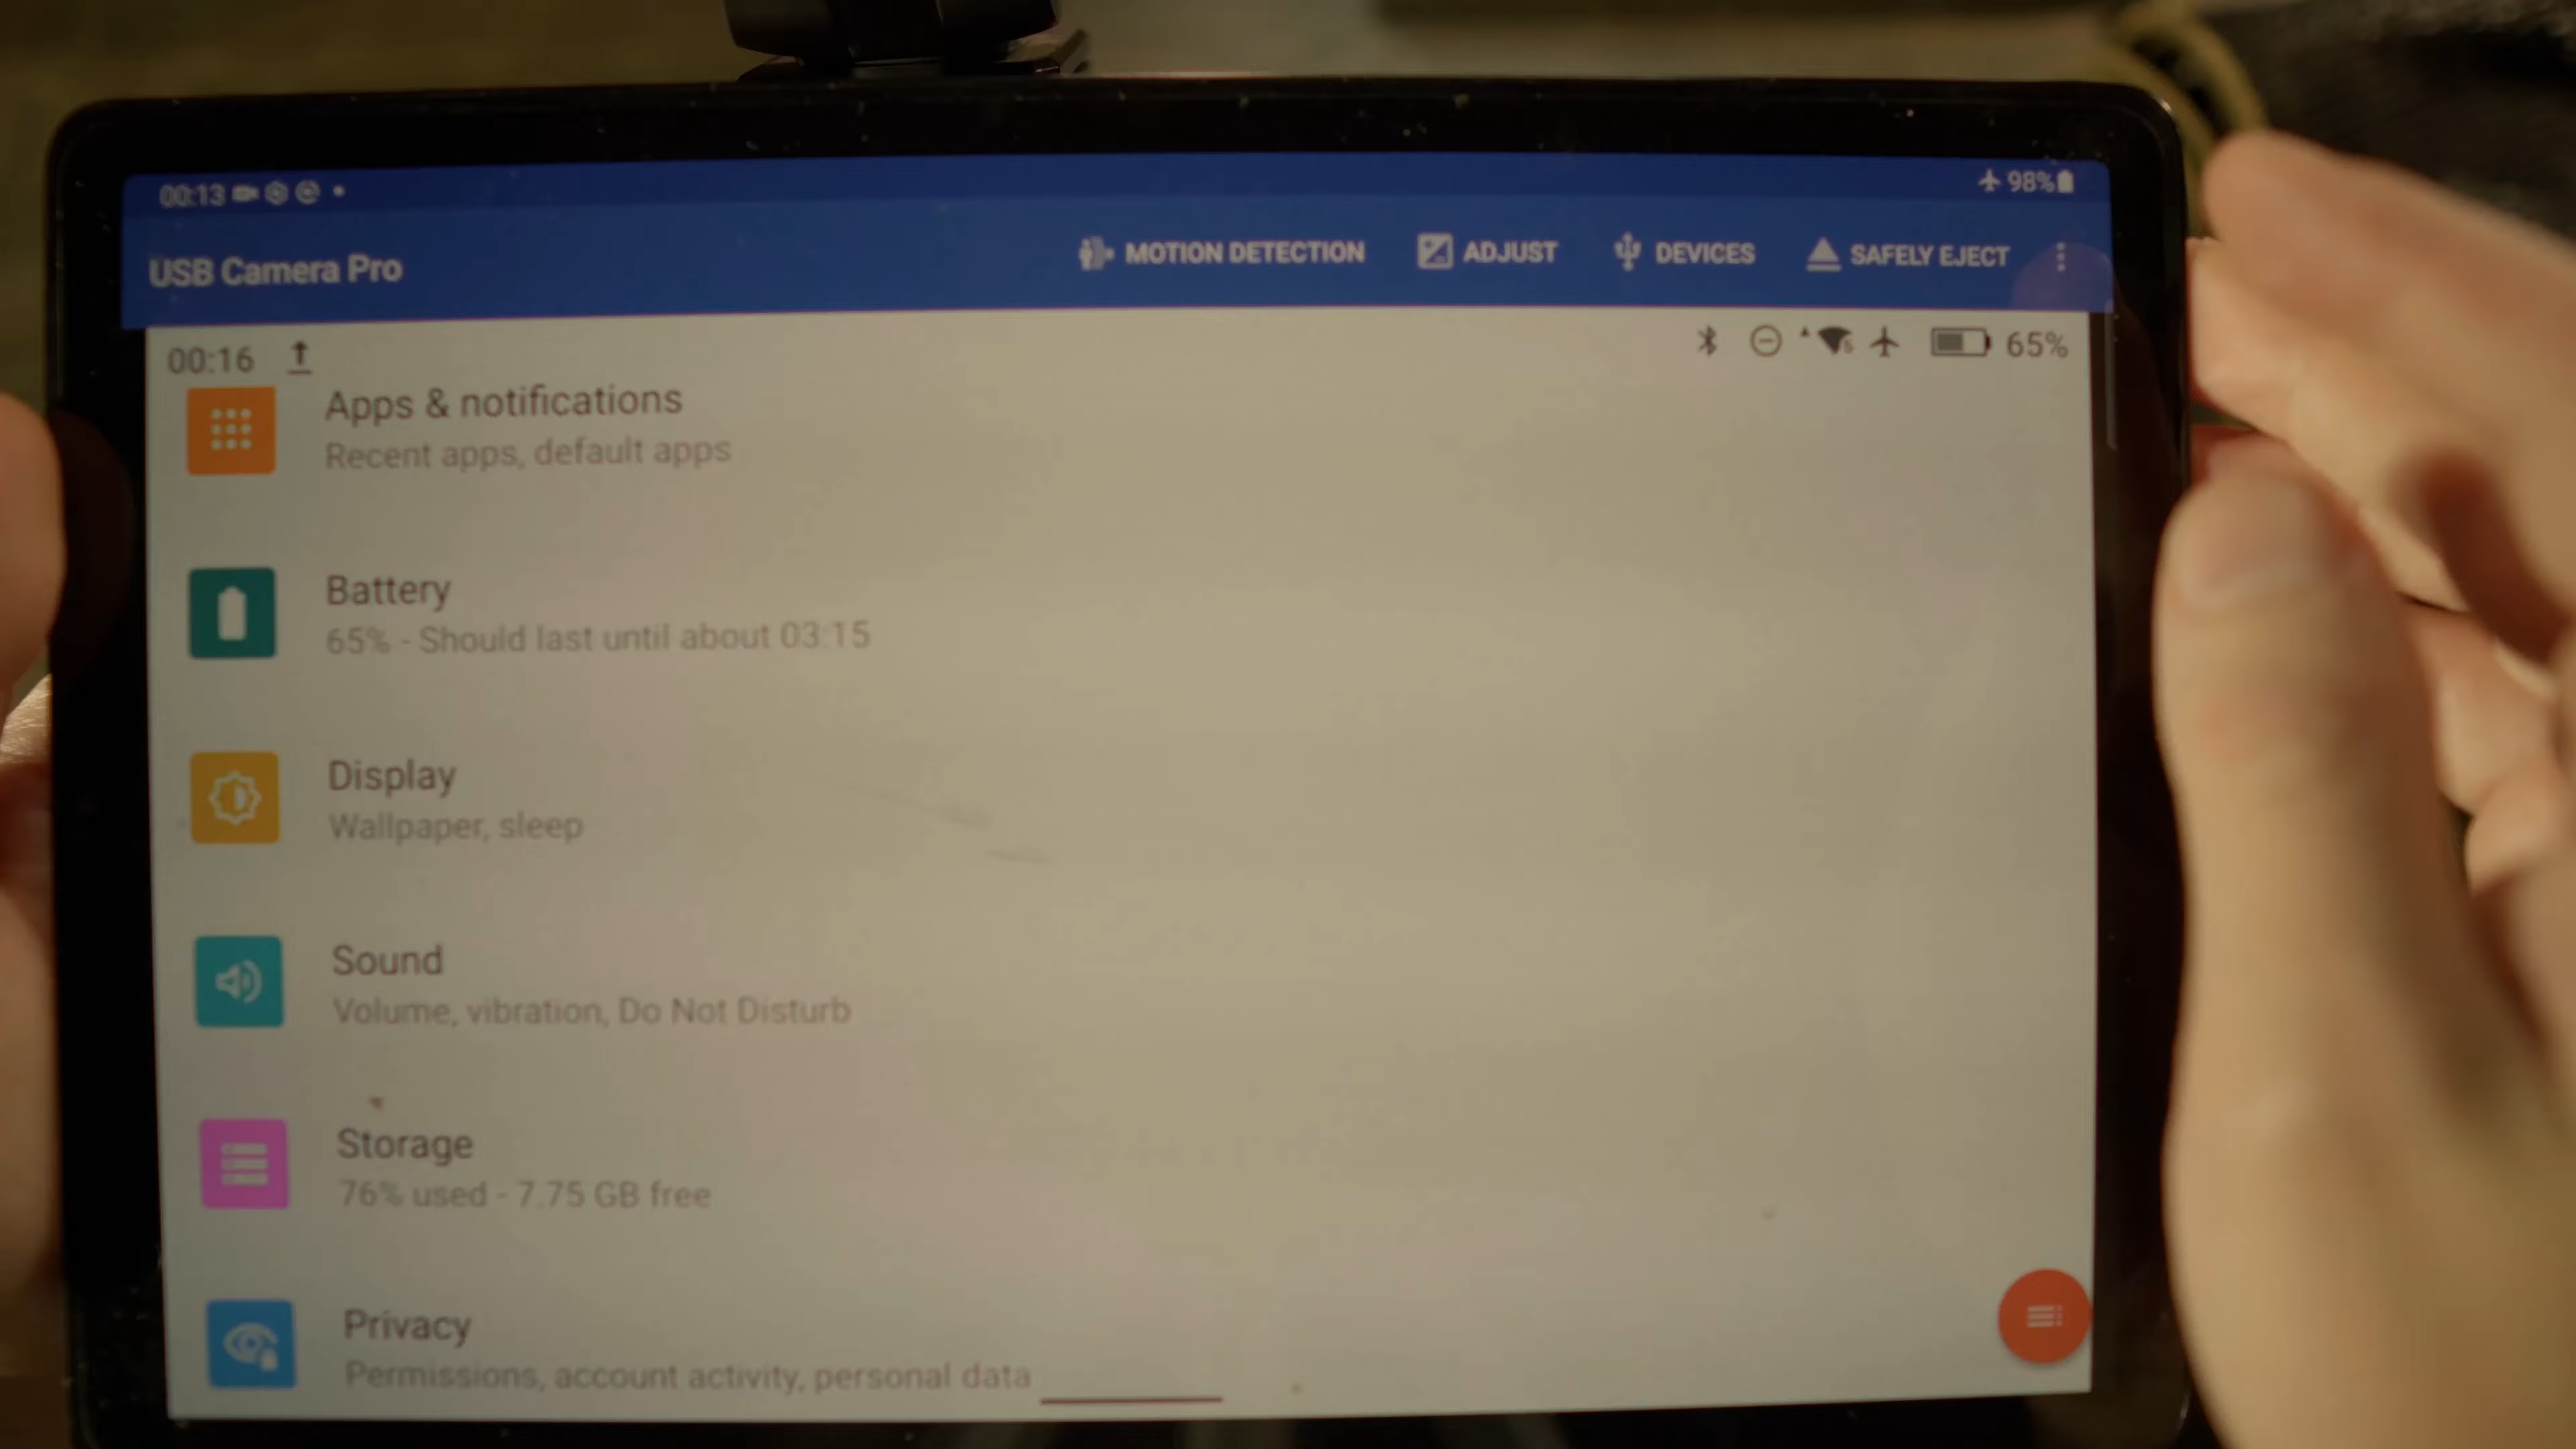 00:13
98%
USB Camera Pro
MOTION DETECTION
ADJUST
DEVICES
SAFELY EJECT
00:16
65%
Apps & notifications
Recent apps, default apps
Battery
65% - Should last until about 03:15
Display
Wallpaper, sleep
Sound
Volume, vibration, Do Not Disturb
Storage
76% used - 7.75 GB free
Privacy
Permissions, account activity, personal data